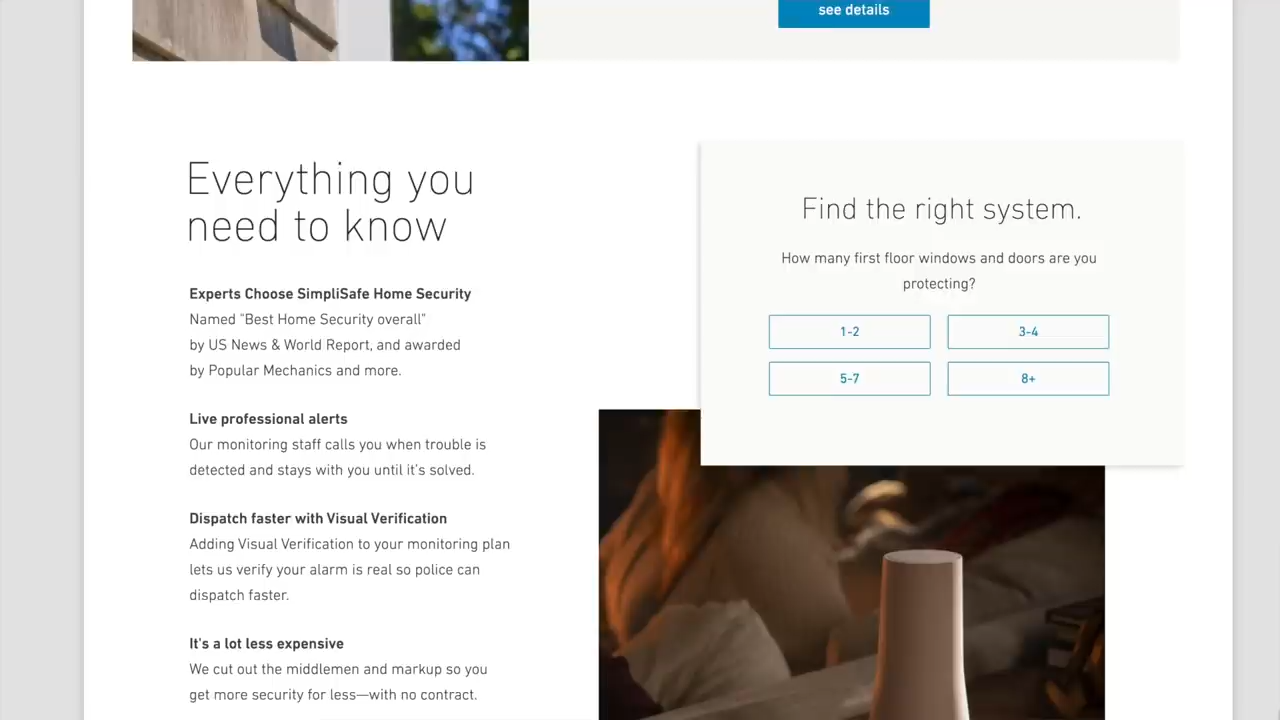 see details
Everything you
need to know
Experts Choose SimpliSafe Home Security
Named "Best Home Security overall"
by US News & World Report, and awarded
by Popular Mechanics and more.
Live professional alerts
Our monitoring staff calls you when trouble is
detected and stays with you until it's solved.
Dispatch faster with Visual Verification
Adding Visual Verification to your monitoring plan
lets us verify your alarm is real so police can
dispatch faster.
It's a lot less expensive
We cut out the middlemen and markup so you
get more security for less—with no contract.
Find the right system.
How many first floor windows and doors are you
protecting?
1-2
3-4
5-7
8+